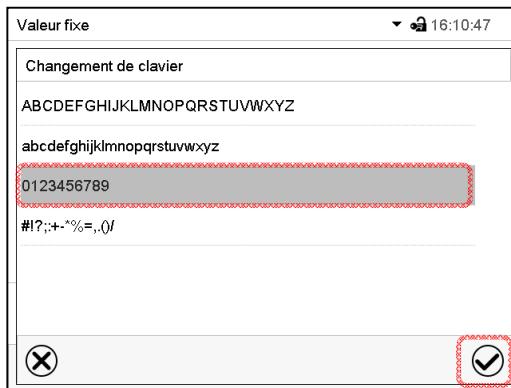 Valeur fixe 16:10:47
Changement de clavier
ABCDEFGHIJKLMNOPQRSTUVWXYZ
abcdefghijklmnopqrstuvwxyz
0123456789
#!?;:+-*%=,.()/